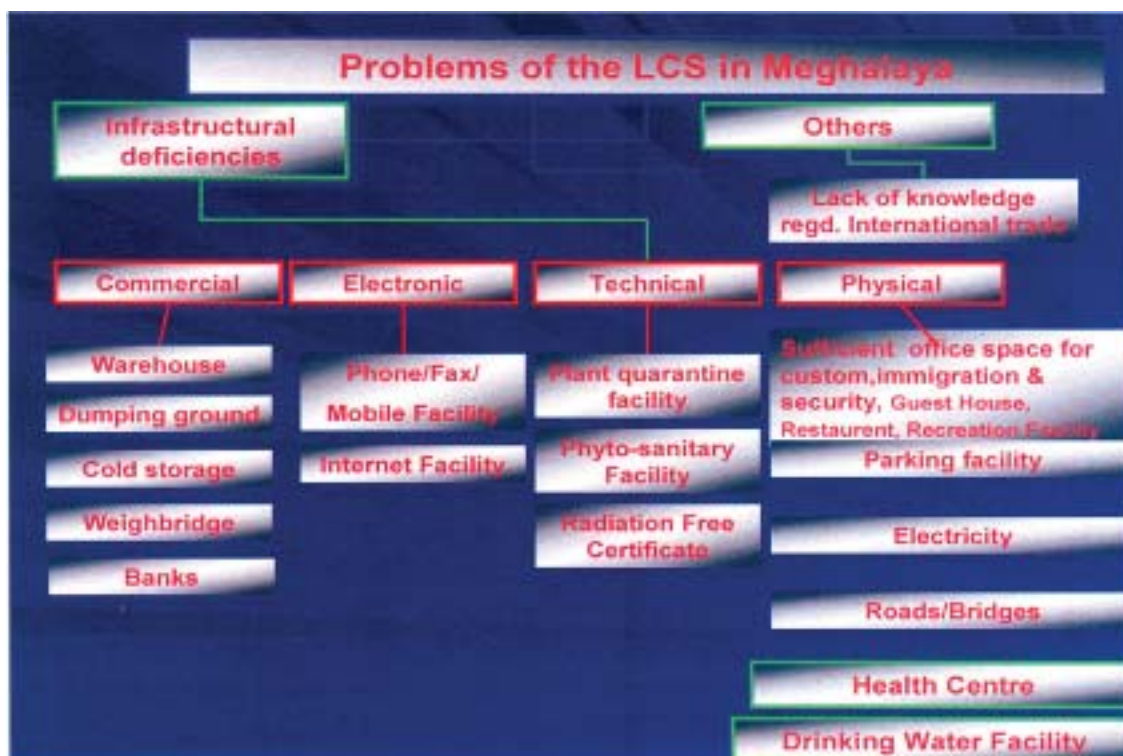 Problems of the LCS in Meghalaya
Infrastructural
deficiencies
Others
Lack of knowledge
regd. International trade
Commercial
Electronic
Technical
Physical
Warehouse
Dumping ground
Cold storage
Weighbridge
Banks
Phone/Fax/
Mobile Facility
Internet Facility
Plant quarantine
facility
Phyto-sanitary
Facility
Radiation Free
Certificate
Sufficient office space for
custom,immigration &
security, Guest House,
Restaurent, Recreation Facility
Parking facility
Electricity
Roads/Bridges
Health Centre
Drinking Water Facility